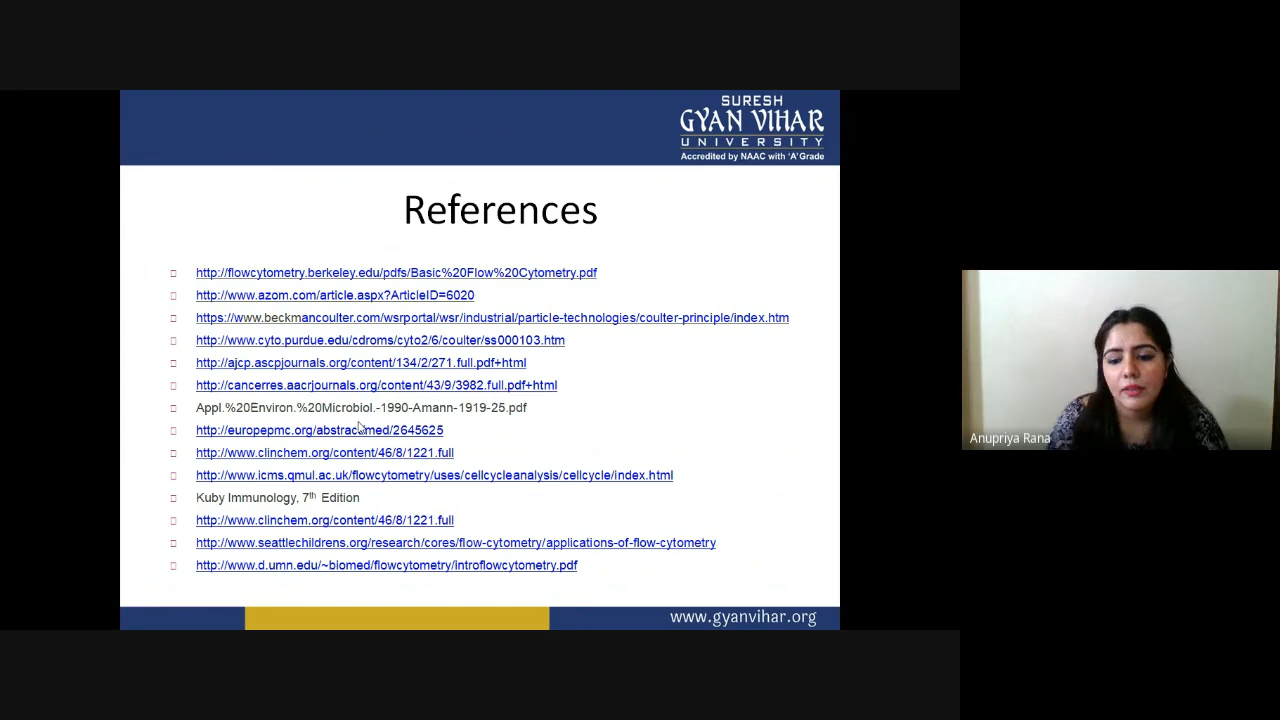 SURESH
GYAN VIHAR
UNIVERSITY
Accredited by NAAC with 'A' Grade
References
http://flowcytometry.berkeley.edu/pdfs/Basic%20Flow%20Cytometry.pdf
http://www.azom.com/article.aspx?ArticleID=6020
https://www.beckmancoulter.com/wsrportal/wsr/industrial/particle-technologies/coulter-principle/index.htm
http://www.cyto.purdue.edu/cdroms/cyto2/6/coulter/ss000103.htm
http://ajcp.ascpjournals.org/content/134/2/271.full.pdf+html
http://cancerres.aacrjournals.org/content/43/9/3982.full.pdf+html
Appl.%20Environ.%20Microbiol.-1990-Amann-1919-25.pdf
http://europepmc.org/abstract/med/2645625
http://www.clinchem.org/content/46/8/1221.full
http://www.icms.qmul.ac.uk/flowcytometry/uses/cellcycleanalysis/cellcycle/index.html
Kuby Immunology, 7th Edition
http://www.clinchem.org/content/46/8/1221.full
http://www.seattlechildrens.org/research/cores/flow-cytometry/applications-of-flow-cytometry
http://www.d.umn.edu/~biomed/flowcytometry/introflowcytometry.pdf
www.gyanvihar.org
Anupriya Rana